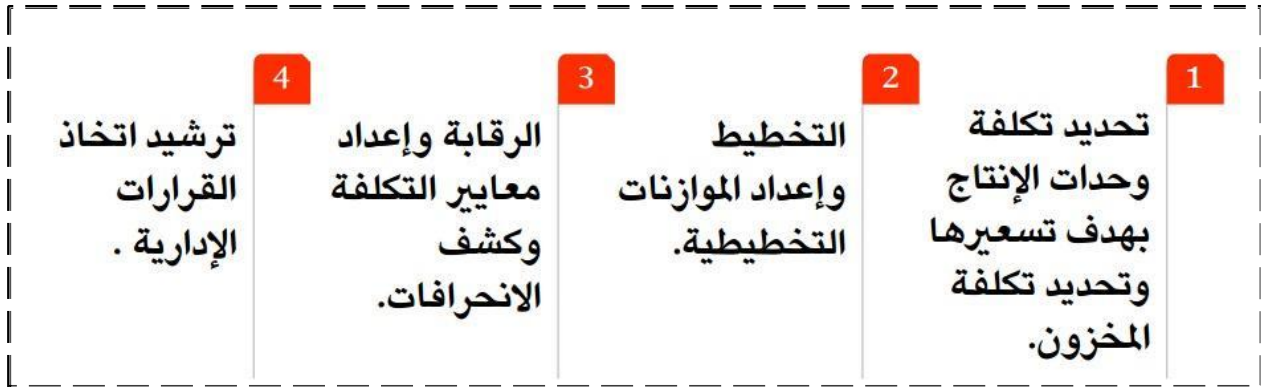 1
تحديد تكلفة
وحدات الإنتاج
بهدف تسعيرها
وتحديد تكلفة
المخزون.
2
التخطيط
وإعداد الموازنات
التخطيطية.
3
الرقابة وإعداد
معايير التكلفة
وكشف
الانحرافات.
4
ترشيد اتخاذ
القرارات
الإدارية .